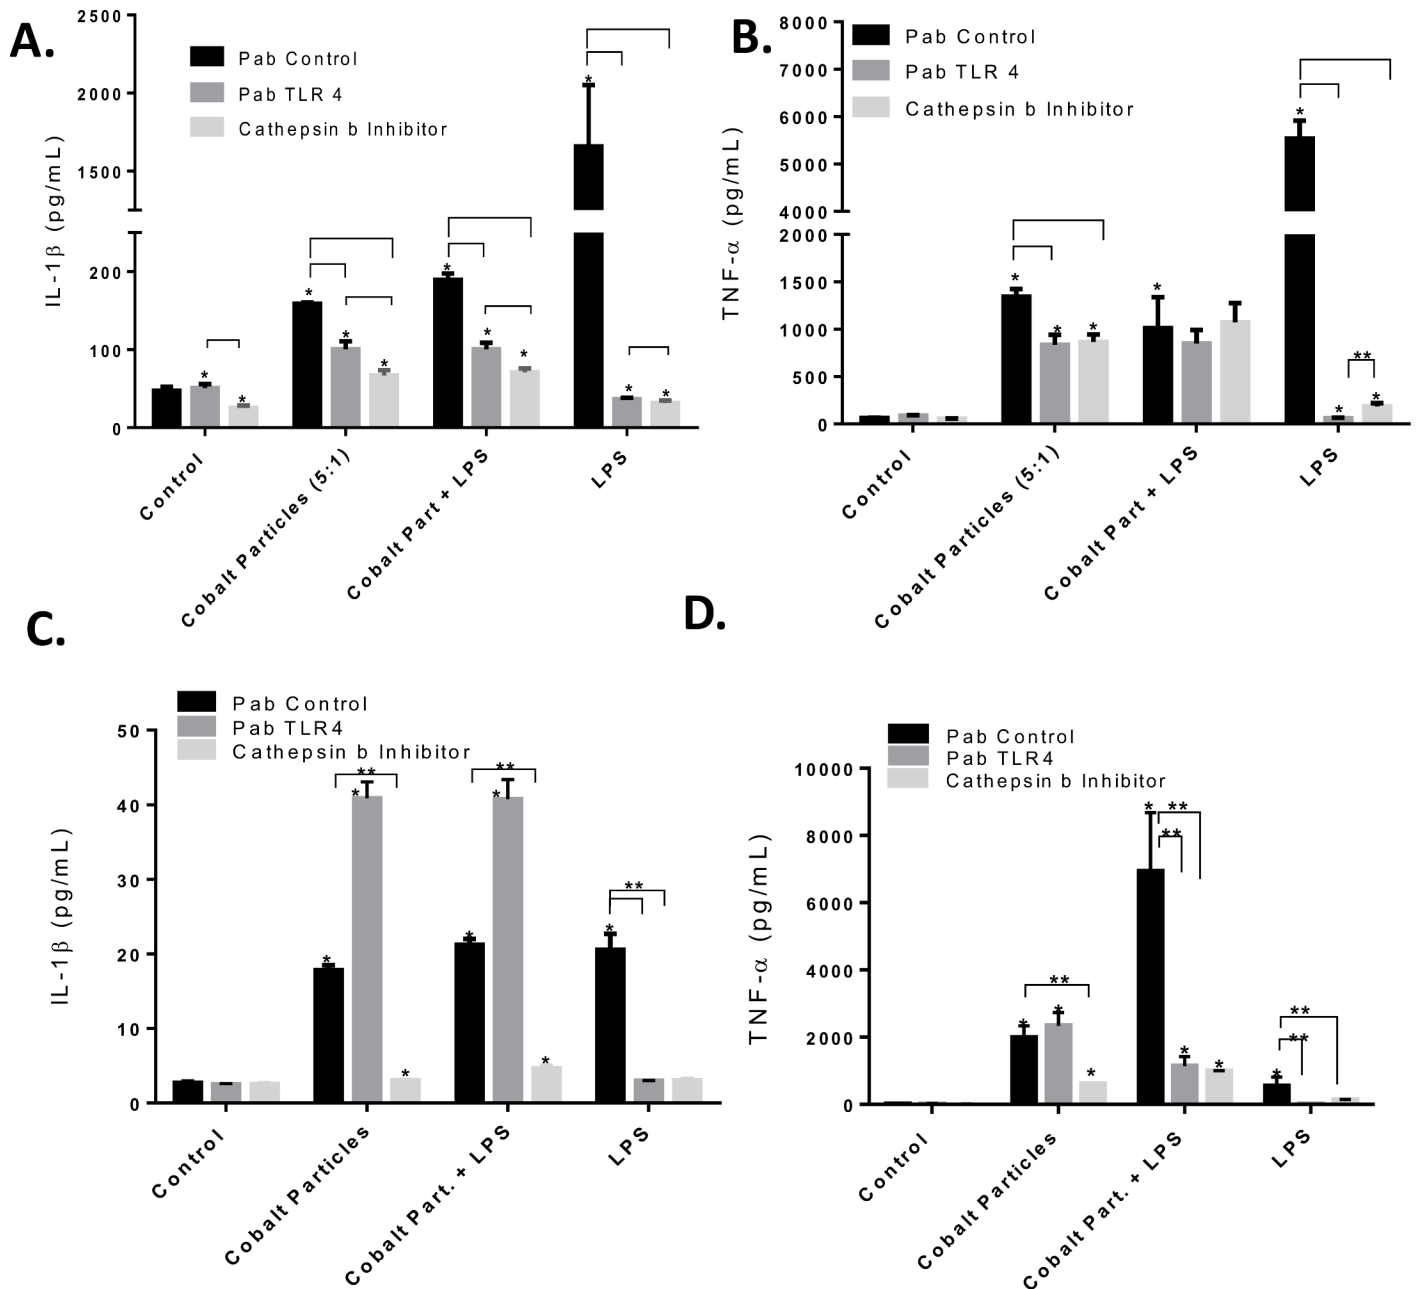 A.
2500
2000
1500
200
100
0
IL-1β (pg/mL)
Pab Control
Pab TLR 4
Cathepsin b Inhibitor
*
*
*
*
*
*
*
*
*
*
*
Control
Cobalt Particles (5:1)
Cobalt Part + LPS
LPS
B.
8000
7000
6000
5000
4000
2000
1500
1000
500
0
TNF-α (pg/mL)
Pab Control
Pab TLR 4
Cathepsin b Inhibitor
*
*
*
*
*
*
**
*
Control
Cobalt Particles (5:1)
Cobalt Part + LPS
LPS
C.
50
40
30
20
10
0
IL-1β (pg/mL)
Pab Control
Pab TLR4
Cathepsin b Inhibitor
*
**
*
*
*
**
*
*
*
**
Control
Cobalt Particles
Cobalt Part. + LPS
LPS
D.
10000
8000
6000
4000
2000
0
TNF-α (pg/mL)
Pab Control
Pab TLR4
Cathepsin b Inhibitor
*
**
*
*
*
**
**
*
*
*
**
**
Control
Cobalt Particles
Cobalt Part. + LPS
LPS